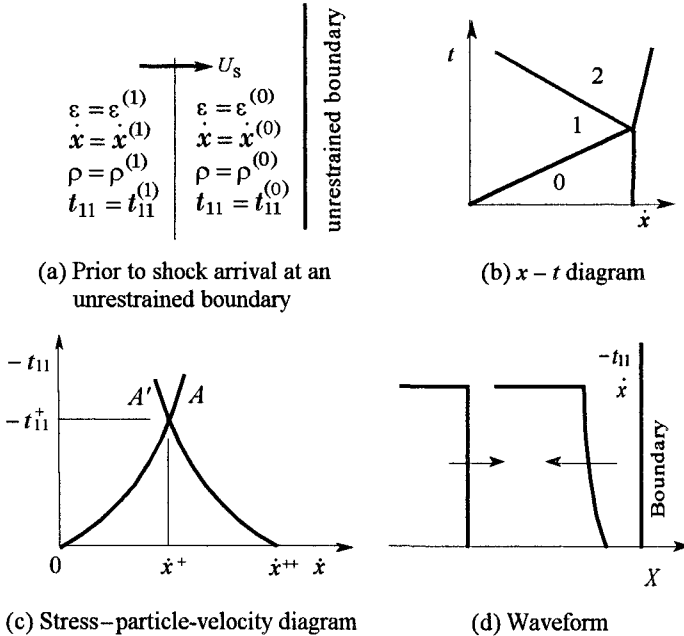 U_s
ε = ε^(1)
ẋ = ẋ^(1)
ρ = ρ^(1)
t_11 = t_11^(1)
ε = ε^(0)
ẋ = ẋ^(0)
ρ = ρ^(0)
t_11 = t_11^(0)
unrestrained boundary
(a) Prior to shock arrival at an
unrestrained boundary
t
2
1
0
ẋ
(b) x – t diagram
– t_11
A′ A
– t_11^+
0 ẋ^+ ẋ^++ ẋ
(c) Stress–particle-velocity diagram
– t_11
ẋ
Boundary
X
(d) Waveform